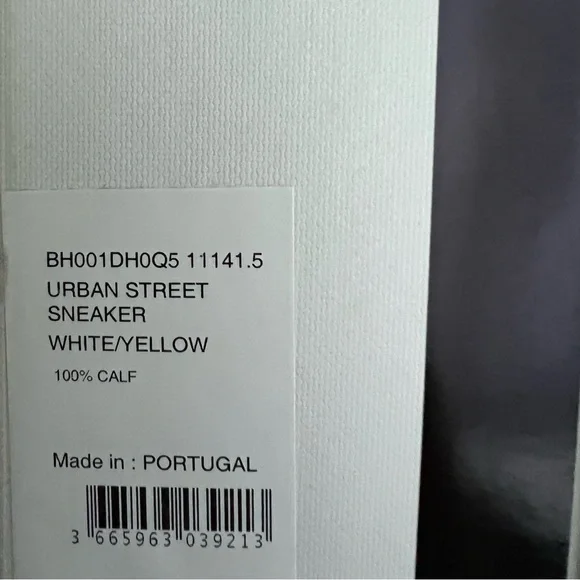 BH001DH0Q5 11141.5
URBAN STREET
SNEAKER
WHITE/YELLOW
100% CALF
Made in : PORTUGAL
3 665963 039213